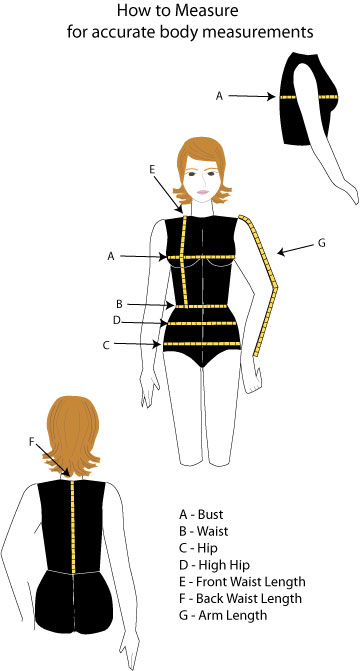 How to Measure
for accurate body measurements
A
E
G
A
B
D
C
F
A - Bust
B - Waist
C - Hip
D - High Hip
E - Front Waist Length
F - Back Waist Length
G - Arm Length